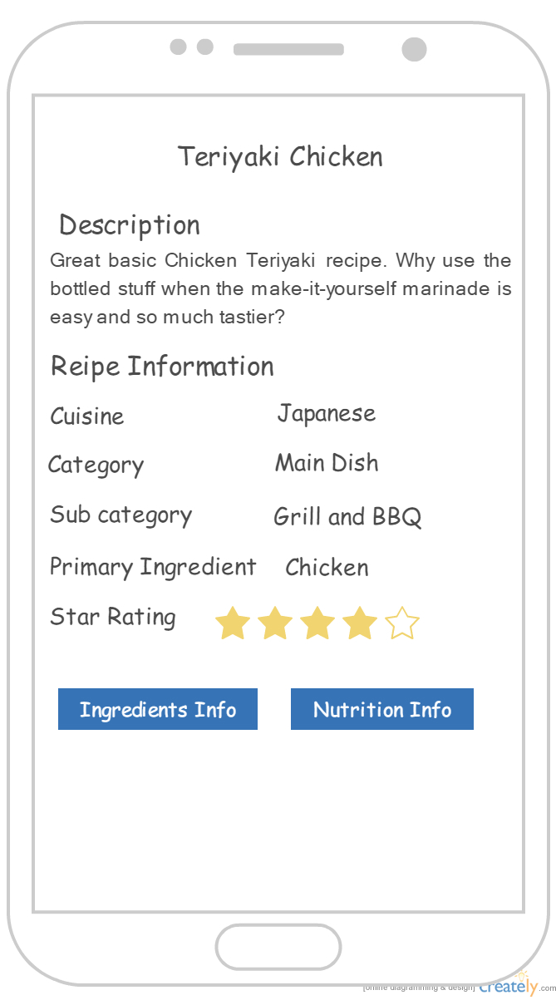 Teriyaki Chicken
Description
Great basic Chicken Teriyaki recipe. Why use the
bottled stuff when the make-it-yourself marinade is
easy and so much tastier?
Reipe Information
Cuisine Japanese
Category Main Dish
Sub category Grill and BBQ
Primary Ingredient Chicken
Star Rating
Ingredients Info Nutrition Info
[online diagramming & design] creately.com